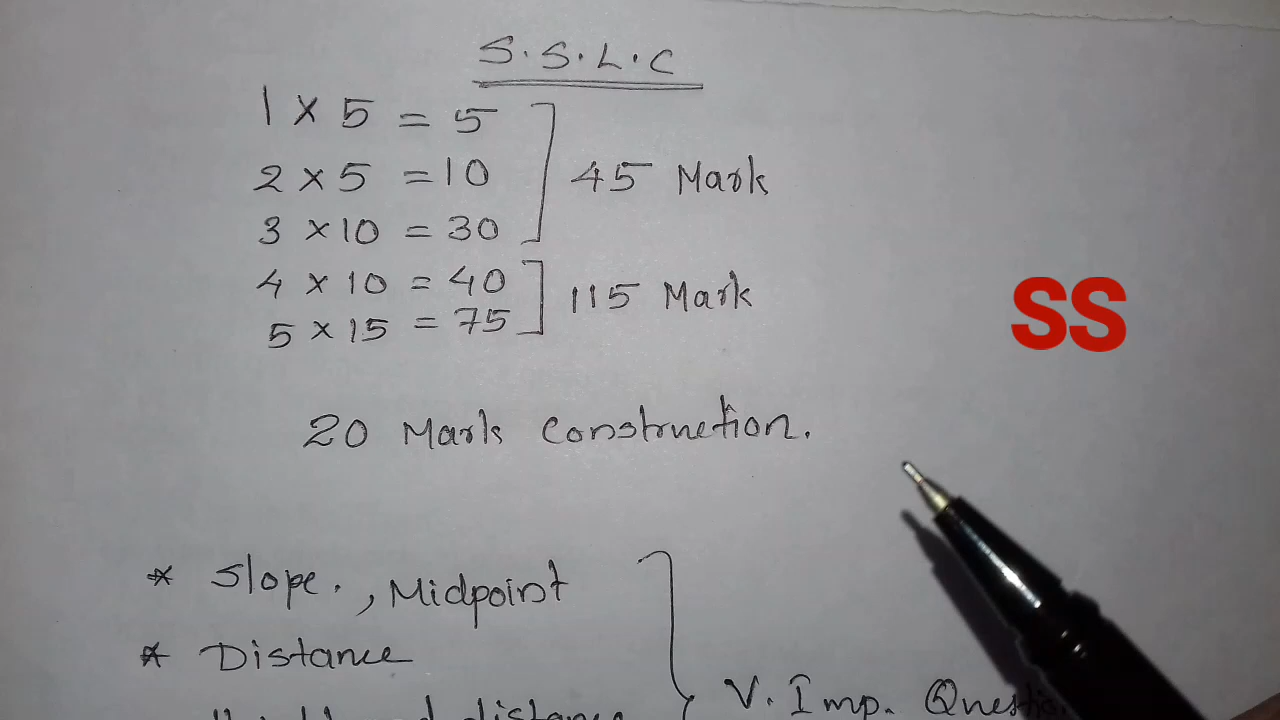 S.S.L.C
1 × 5 = 5
2 × 5 = 10
45 Mark
3 × 10 = 30
4 × 10 = 40
115 Mark
5 × 15 = 75
SS
20 Mark construction.
* Slope. , Midpoint
* Distance
V. Imp.
distance